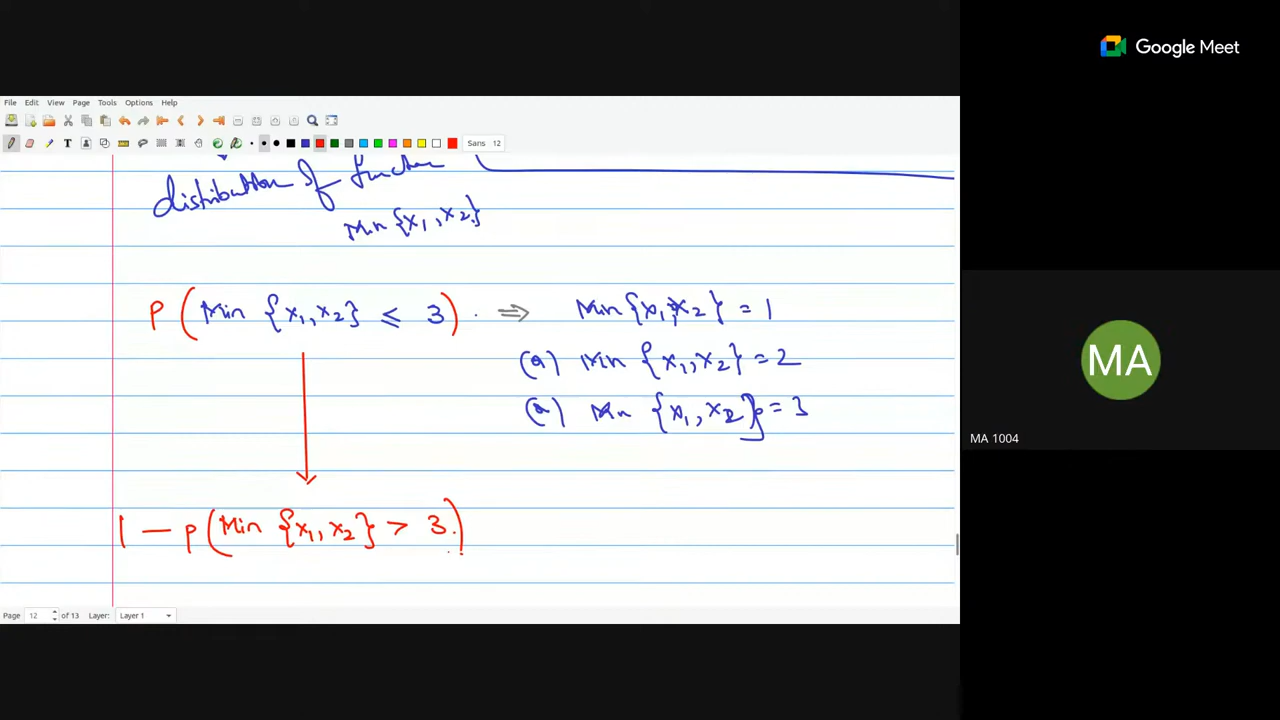 Google Meet
File Edit View Page Tools Options Help
Sans 12
distribution of function
Min {x₁, x₂}
P ( Min {x₁, x₂} ≤ 3 ) . ⇒ Min {x₁, x₂} = 1
Min {x₁, x₂} = 2
Min {x₁, x₂} = 3
1 — P ( Min {x₁, x₂} > 3 )
MA
MA 1004
Page 12 of 13 Layer: Layer 1